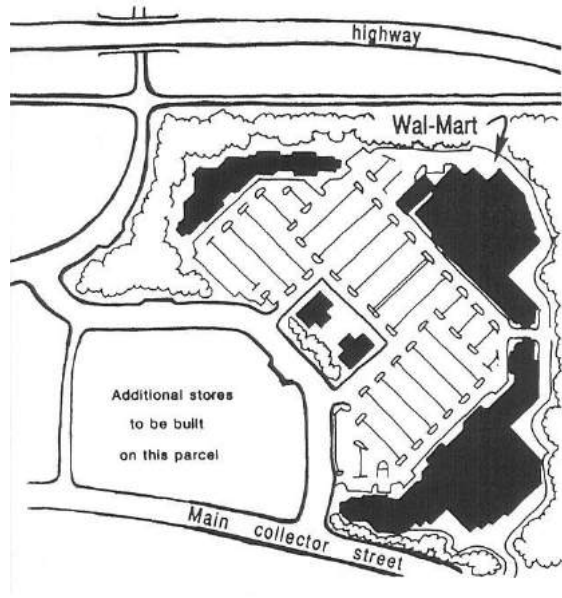 highway
Wal-Mart
Additional stores
to be built
on this parcel
Main collector street